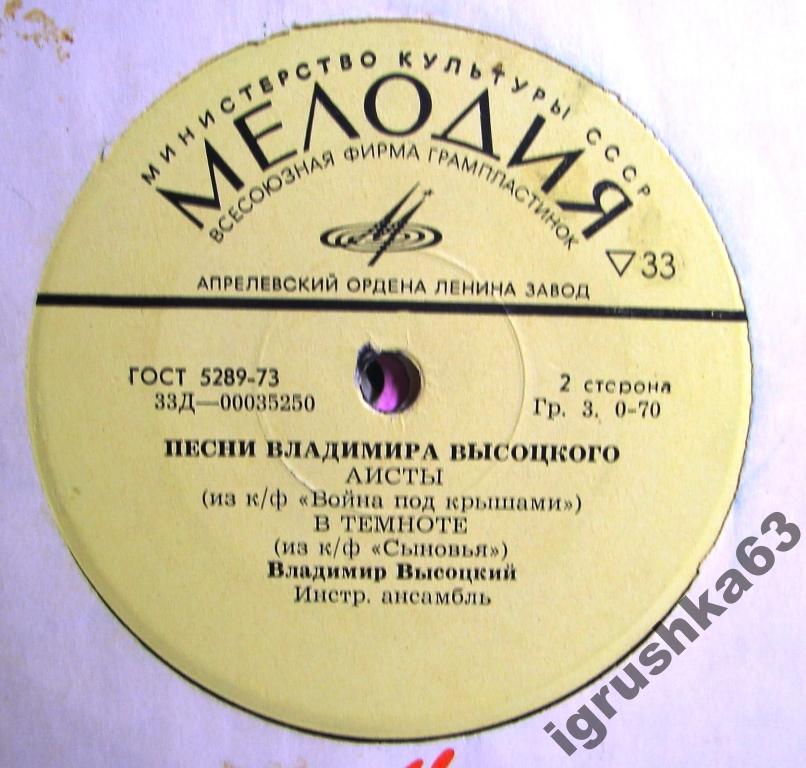 МИНИСТЕРСТВО КУЛЬТУРЫ СССР
МЕЛОДИЯ
ВСЕСОЮЗНАЯ ФИРМА ГРАМПЛАСТИНОК
▽33
АПРЕЛЕВСКИЙ ОРДЕНА ЛЕНИНА ЗАВОД
ГОСТ 5289-73
33Д—00035250
2 сторона
Гр. 3. 0-70
ПЕСНИ ВЛАДИМИРА ВЫСОЦКОГО
АИСТЫ
(из к/ф «Война под крышами»)
В ТЕМНОТЕ
(из к/ф «Сыновья»)
Владимир Высоцкий
Инстр. ансамбль
igrushka63